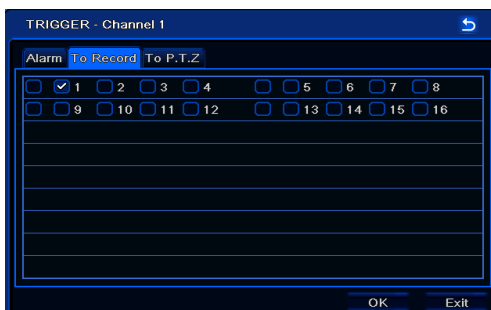 TRIGGER - Channel 1
Alarm To Record To P.T.Z
1 2 3 4 5 6 7 8
9 10 11 12 13 14 15 16
OK Exit